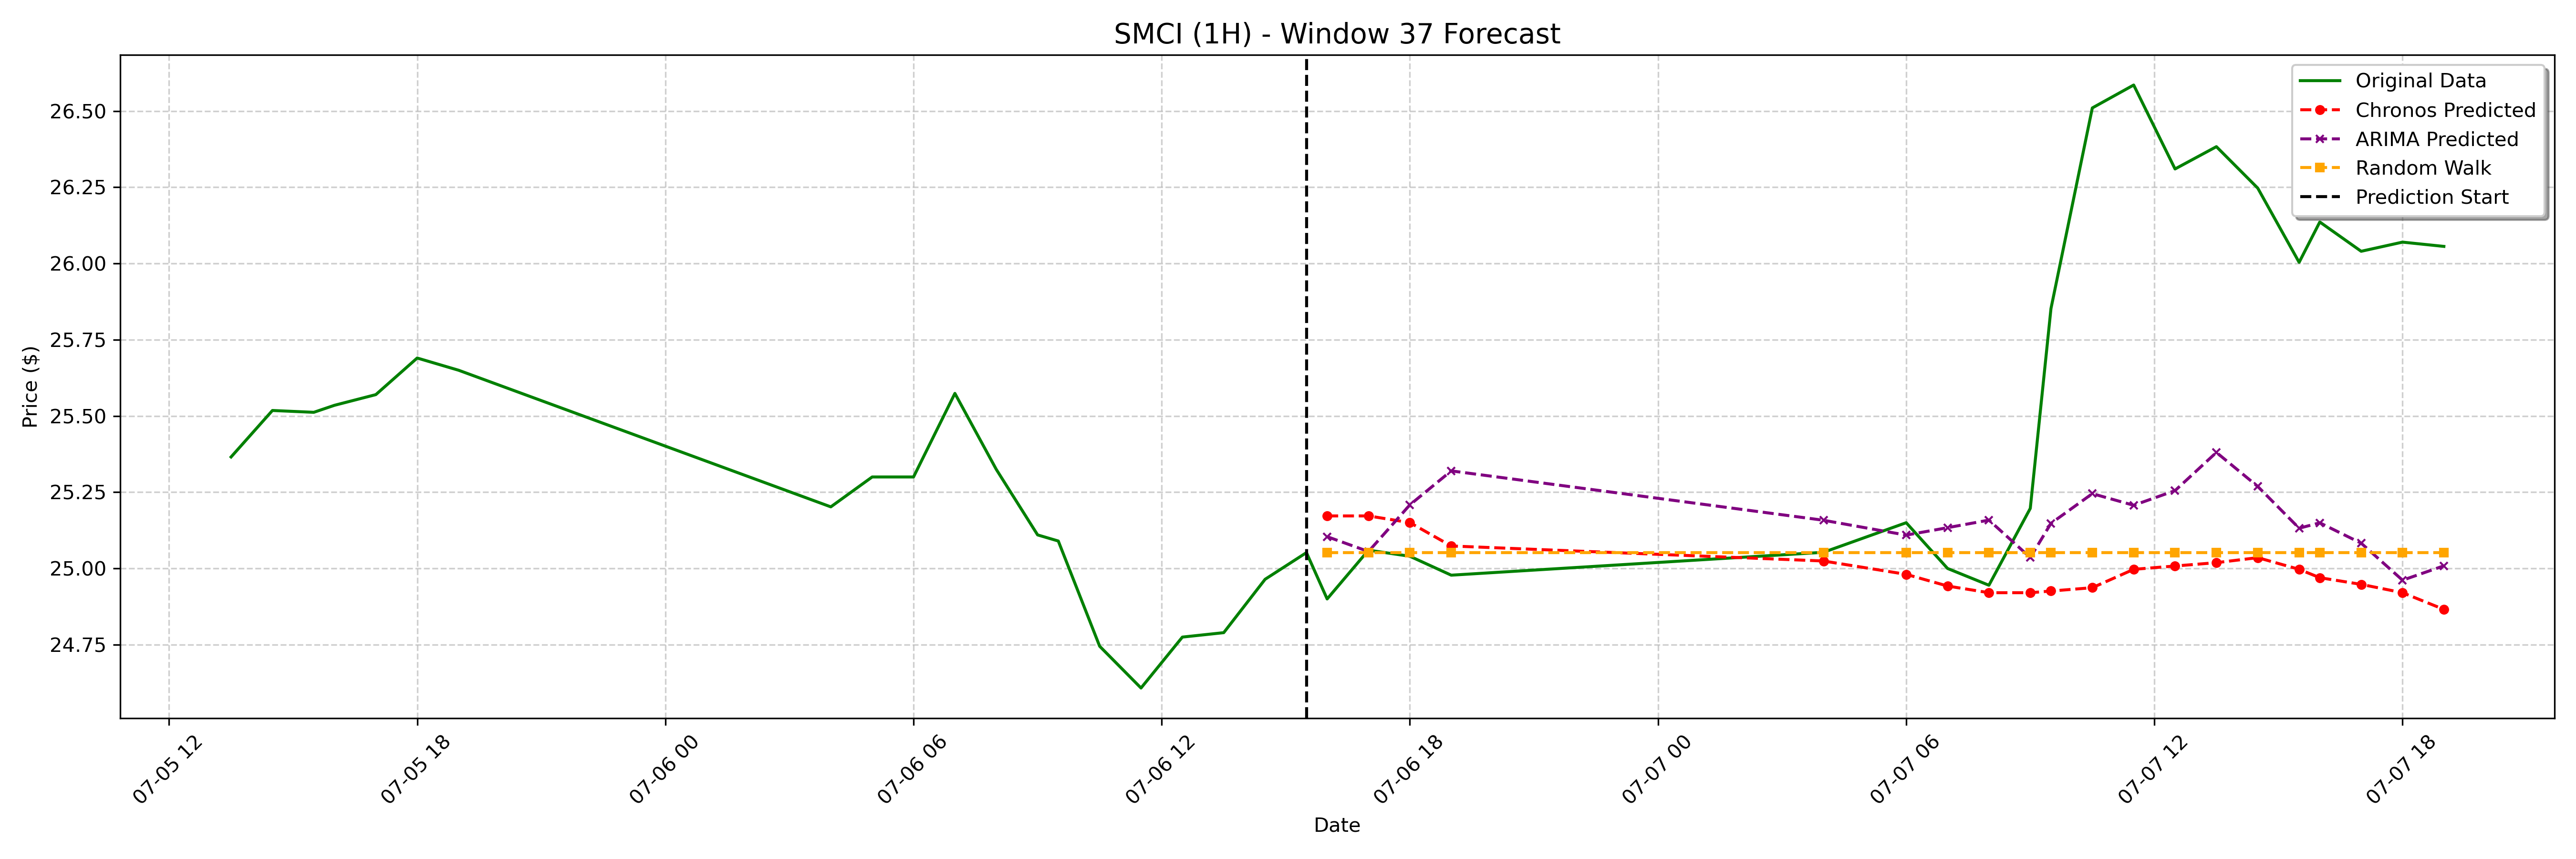 SMCI (1H) - Window 37 Forecast
Price ($)
26.50
26.25
26.00
25.75
25.50
25.25
25.00
24.75
Original Data
Chronos Predicted
ARIMA Predicted
Random Walk
Prediction Start
07-05 12
07-05 18
07-06 00
07-06 06
07-06 12
07-06 18
07-07 00
07-07 06
07-07 12
07-07 18
Date